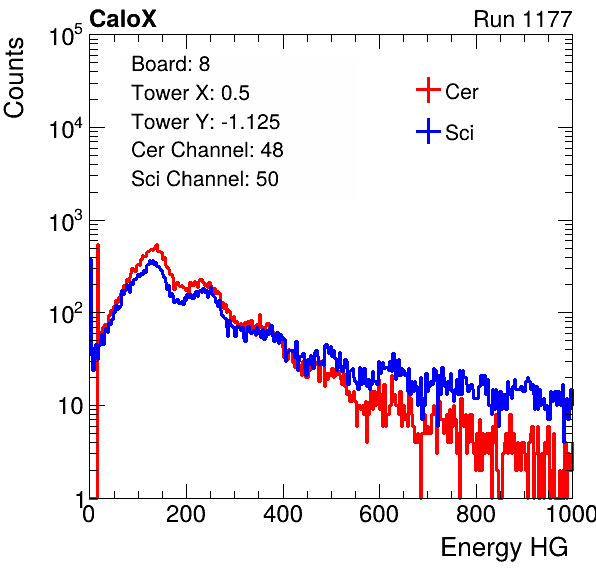 CaloX Run 1177
Counts
Board: 8
Tower X: 0.5
Tower Y: -1.125
Cer Channel: 48
Sci Channel: 50
Cer
Sci
10^5
10^4
10^3
10^2
10
1
0 200 400 600 800 1000
Energy HG